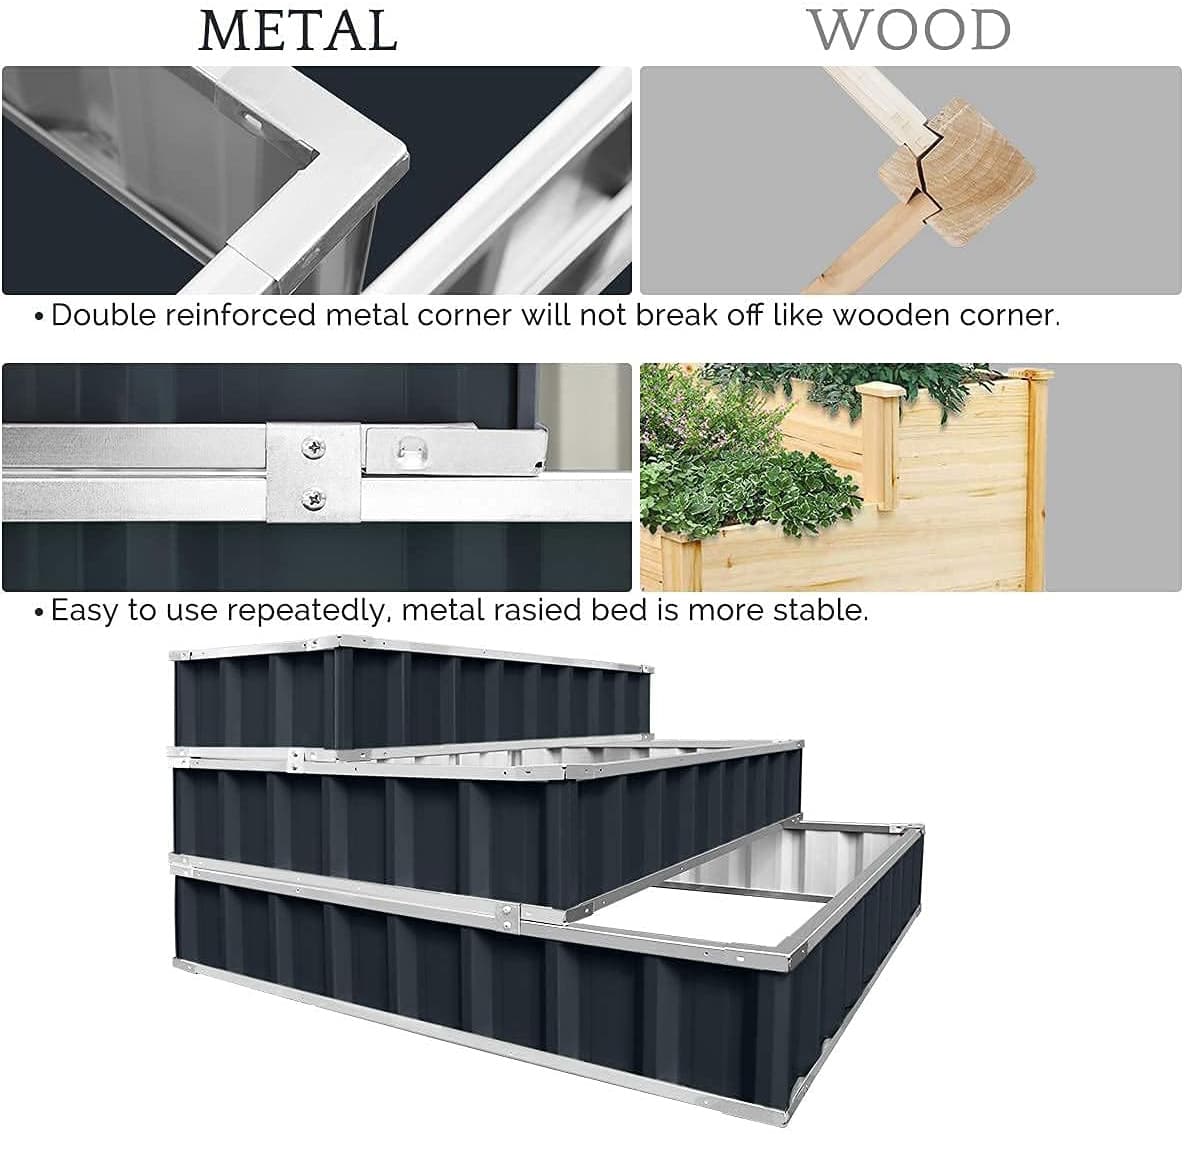 METAL
WOOD
• Double reinforced metal corner will not break off like wooden corner.
• Easy to use repeatedly, metal rasied bed is more stable.